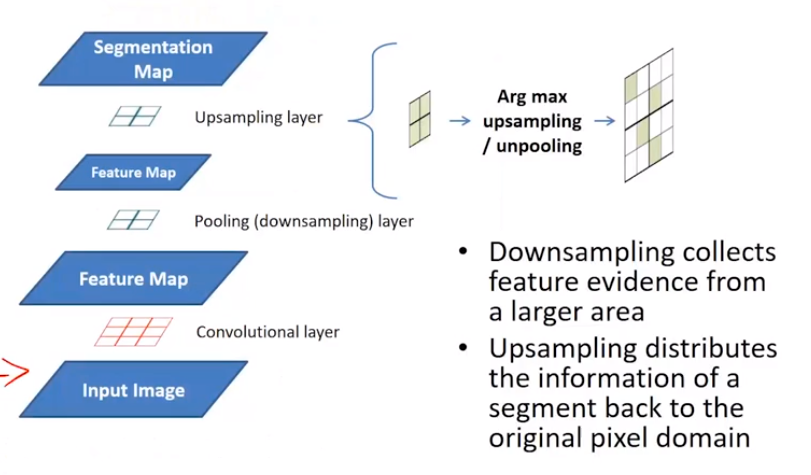 Segmentation
Map
Upsampling layer
Arg max
upsampling
/ unpooling
Feature Map
Pooling (downsampling) layer
Feature Map
Convolutional layer
Input Image
• Downsampling collects
feature evidence from
a larger area
• Upsampling distributes
the information of a
segment back to the
original pixel domain